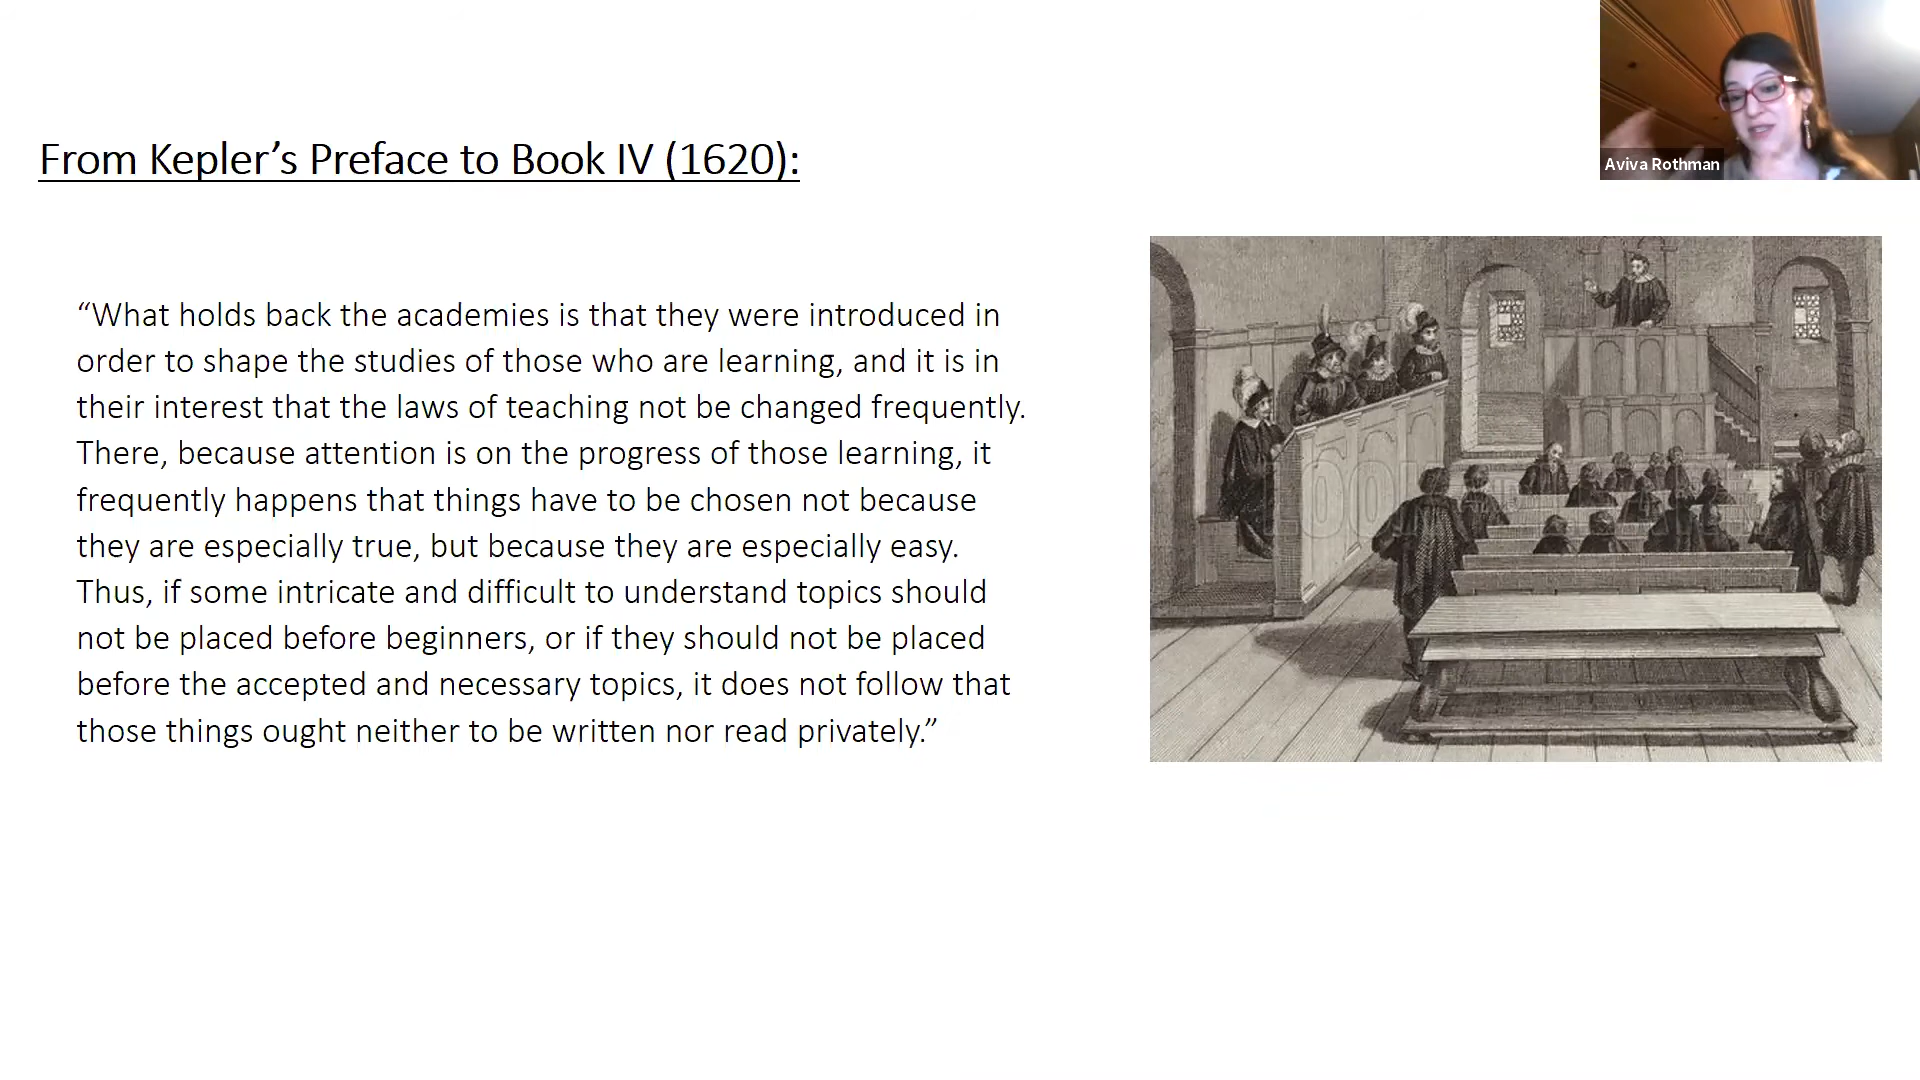 Aviva Rothman
From Kepler’s Preface to Book IV (1620):
“What holds back the academies is that they were introduced in
order to shape the studies of those who are learning, and it is in
their interest that the laws of teaching not be changed frequently.
There, because attention is on the progress of those learning, it
frequently happens that things have to be chosen not because
they are especially true, but because they are especially easy.
Thus, if some intricate and difficult to understand topics should
not be placed before beginners, or if they should not be placed
before the accepted and necessary topics, it does not follow that
those things ought neither to be written nor read privately.”